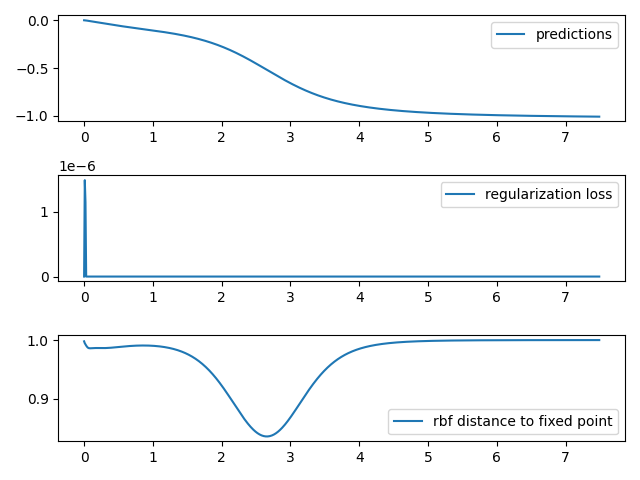 0.0
predictions
−0.5
−1.0
0 1 2 3 4 5 6 7
1e−6
regularization loss
1
0
0 1 2 3 4 5 6 7
1.0
0.9
rbf distance to fixed point
0 1 2 3 4 5 6 7